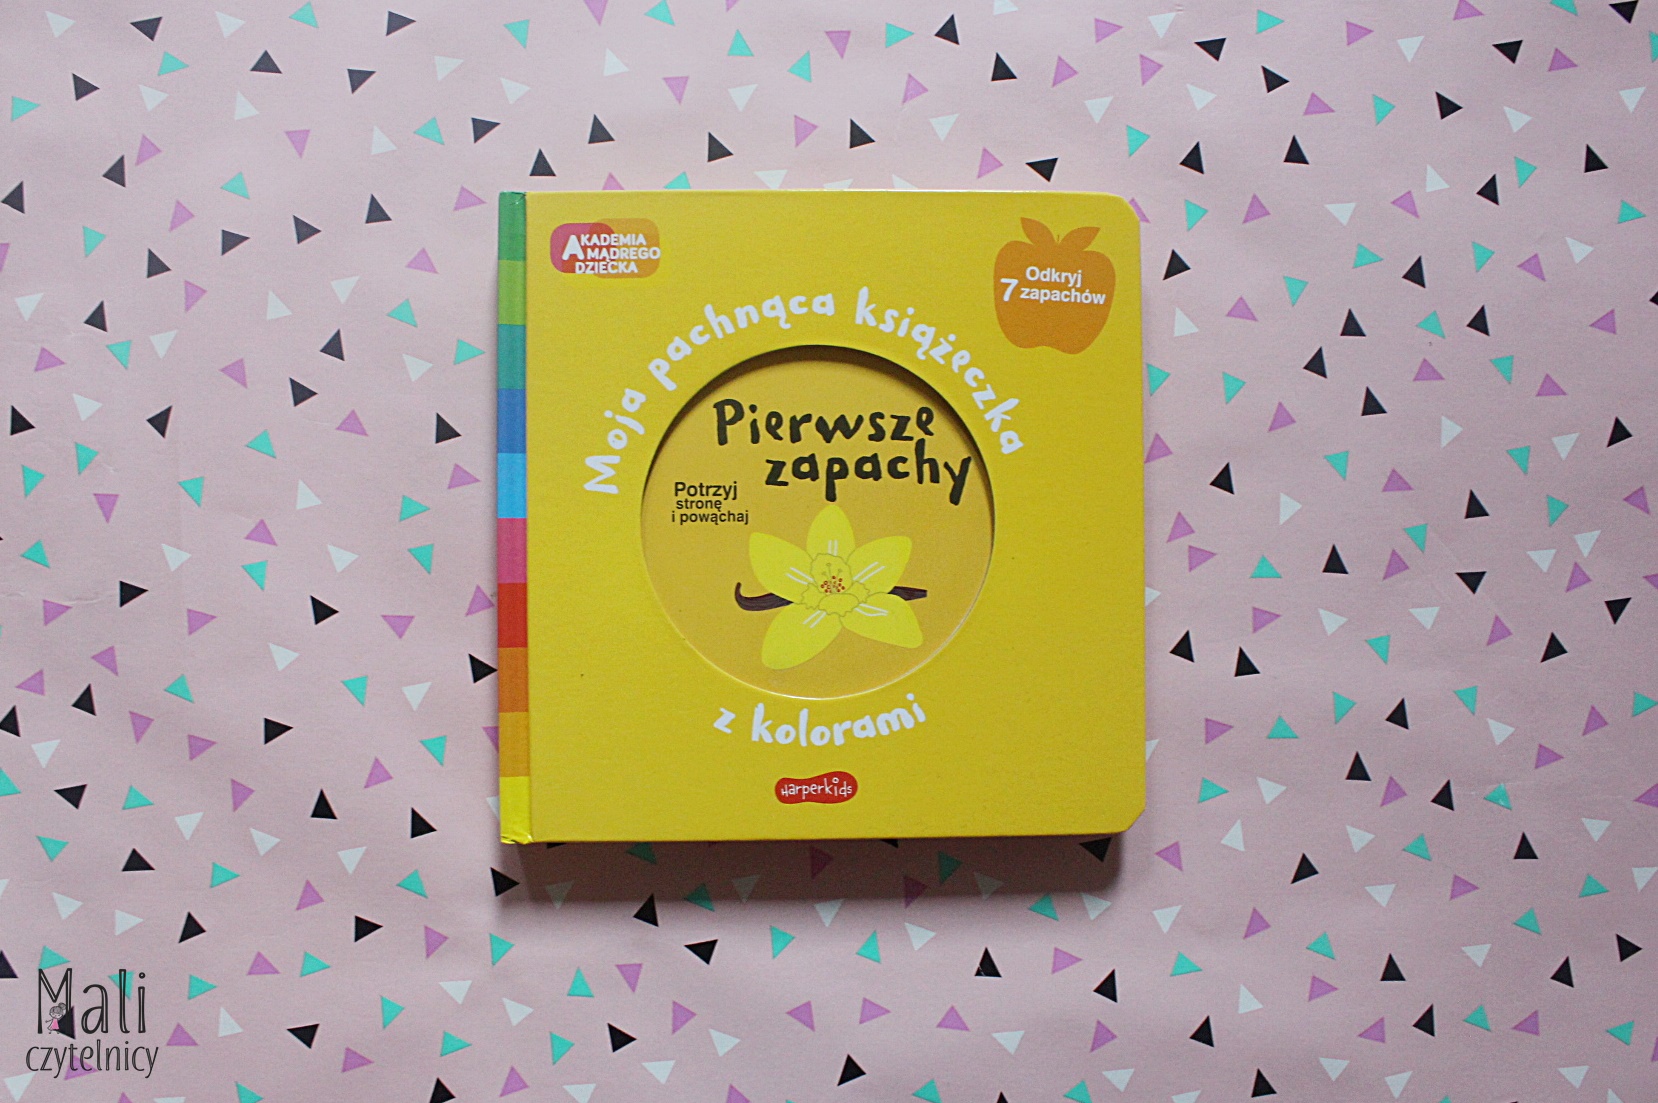 AKADEMIA
MĄDREGO
DZIECKA
Odkryj
7 zapachów
Moja pachnąca książeczka
Pierwsze
zapachy
Potrzyj
stronę
i powąchaj
z kolorami
HarperKids
Mali
czytelnicy